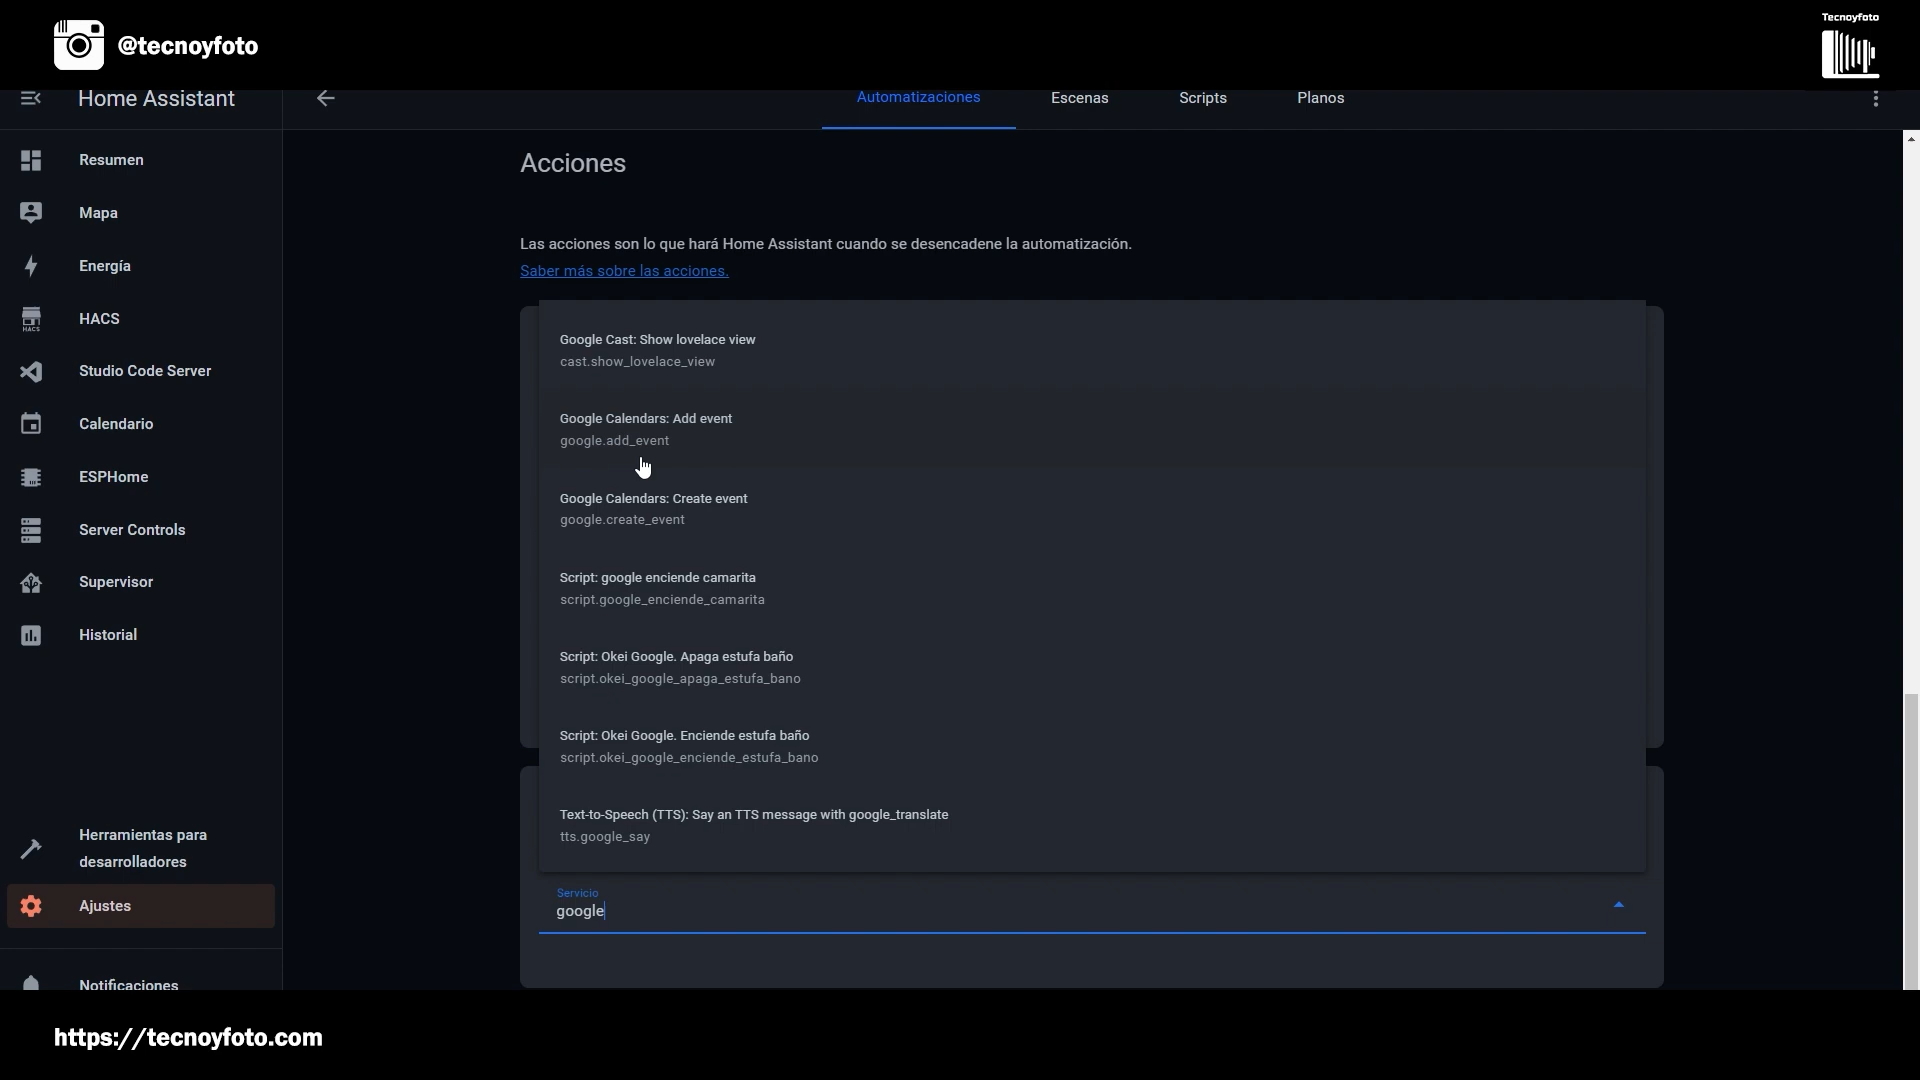 @tecnoyfoto
Tecnoyfoto
Home Assistant
Automatizaciones
Escenas
Scripts
Planos
Resumen
Mapa
Energía
HACS
HACS
Studio Code Server
Calendario
ESPHome
Server Controls
Supervisor
Historial
Herramientas para
desarrolladores
Ajustes
Notificaciones
Acciones
Las acciones son lo que hará Home Assistant cuando se desencadene la automatización.
Saber más sobre las acciones.
Google Cast: Show lovelace view
cast.show_lovelace_view
Google Calendars: Add event
google.add_event
Google Calendars: Create event
google.create_event
Script: google enciende camarita
script.google_enciende_camarita
Script: Okei Google. Apaga estufa baño
script.okei_google_apaga_estufa_bano
Script: Okei Google. Enciende estufa baño
script.okei_google_enciende_estufa_bano
Text-to-Speech (TTS): Say an TTS message with google_translate
tts.google_say
Servicio
google
https://tecnoyfoto.com